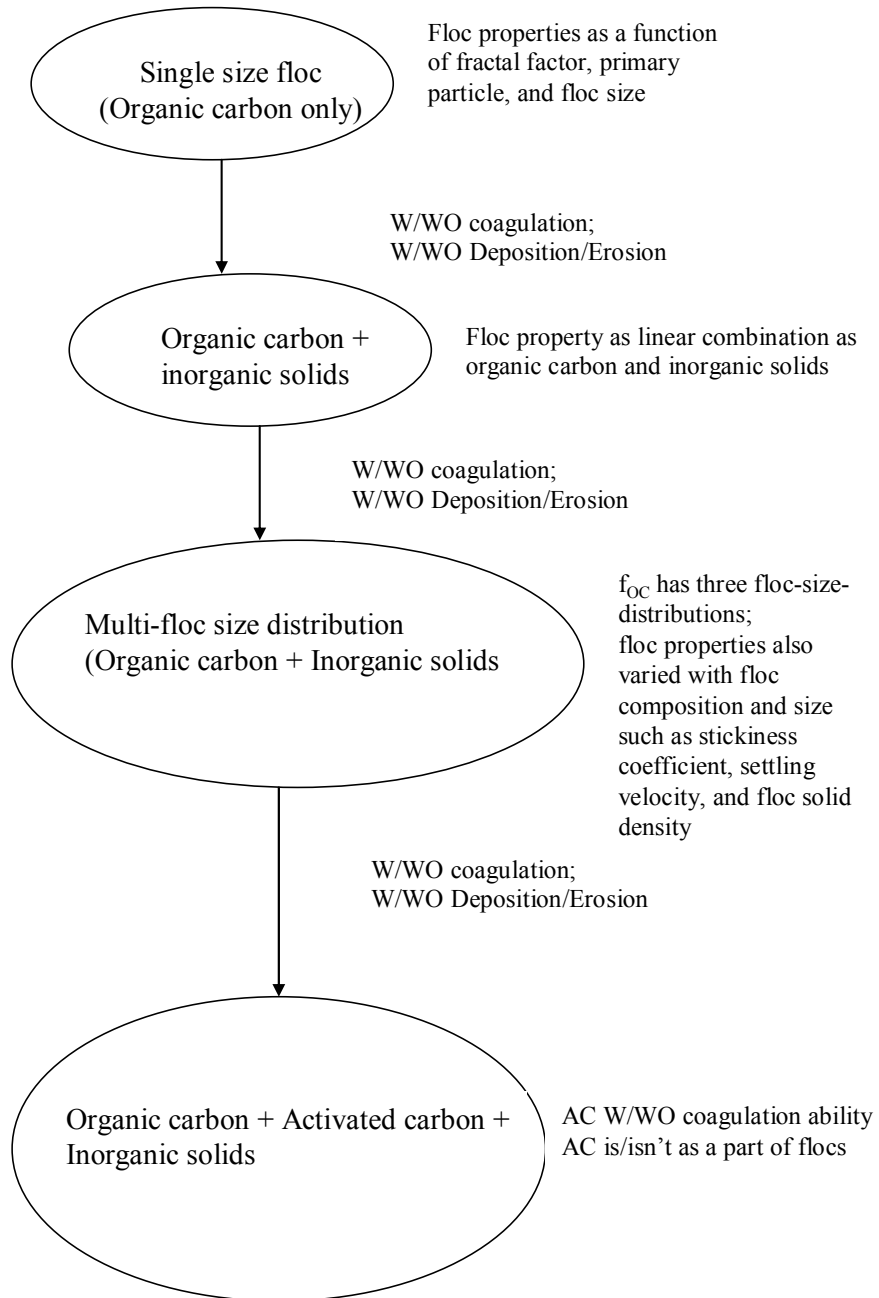 Single size floc
(Organic carbon only)
Floc properties as a function
of fractal factor, primary
particle, and floc size
W/WO coagulation;
W/WO Deposition/Erosion
Organic carbon +
inorganic solids
Floc property as linear combination as
organic carbon and inorganic solids
W/WO coagulation;
W/WO Deposition/Erosion
Multi-floc size distribution
(Organic carbon + Inorganic solids
fOC has three floc-size-
distributions;
floc properties also
varied with floc
composition and size
such as stickiness
coefficient, settling
velocity, and floc solid
density
W/WO coagulation;
W/WO Deposition/Erosion
Organic carbon + Activated carbon +
Inorganic solids
AC W/WO coagulation ability
AC is/isn’t as a part of flocs